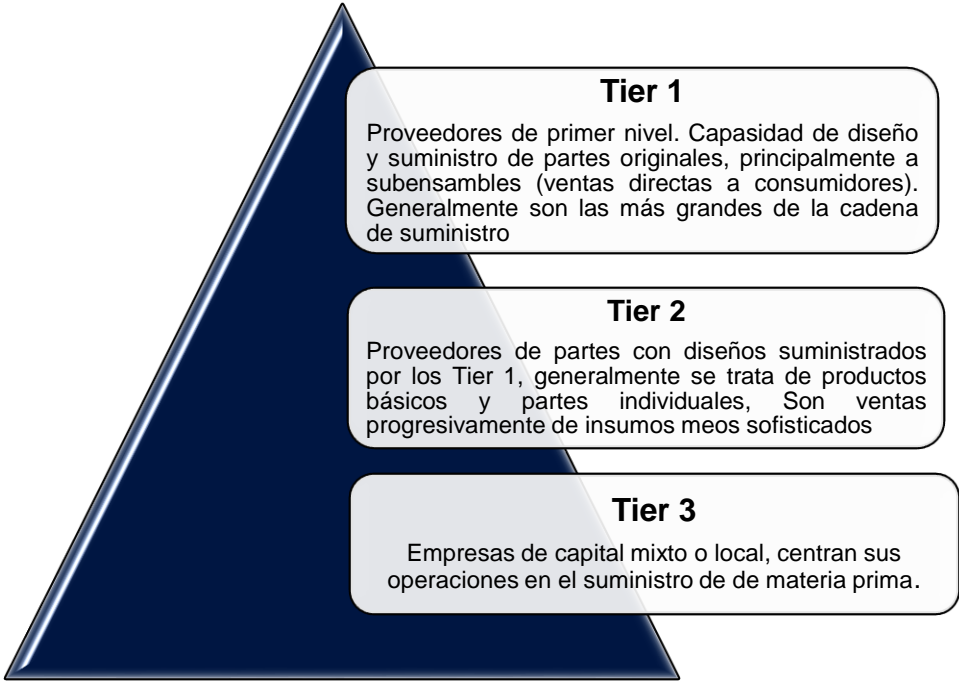 Tier 1
Proveedores de primer nivel. Capasidad de diseño
y suministro de partes originales, principalmente a
subensambles (ventas directas a consumidores).
Generalmente son las más grandes de la cadena
de suministro
Tier 2
Proveedores de partes con diseños suministrados
por los Tier 1, generalmente se trata de productos
básicos y partes individuales, Son ventas
progresivamente de insumos meos sofisticados
Tier 3
Empresas de capital mixto o local, centran sus
operaciones en el suministro de de materia prima.